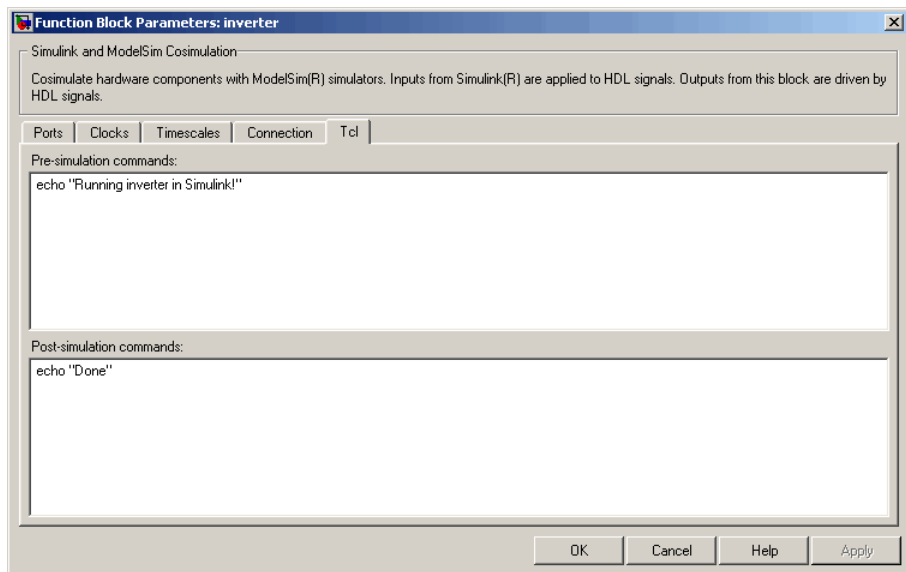 Function Block Parameters: inverter
Simulink and ModelSim Cosimulation
Cosimulate hardware components with ModelSim(R) simulators. Inputs from Simulink(R) are applied to HDL signals. Outputs from this block are driven by
HDL signals.
Ports Clocks Timescales Connection Tcl
Pre-simulation commands:
echo "Running inverter in Simulink!"
Post-simulation commands:
echo "Done"
OK Cancel Help Apply